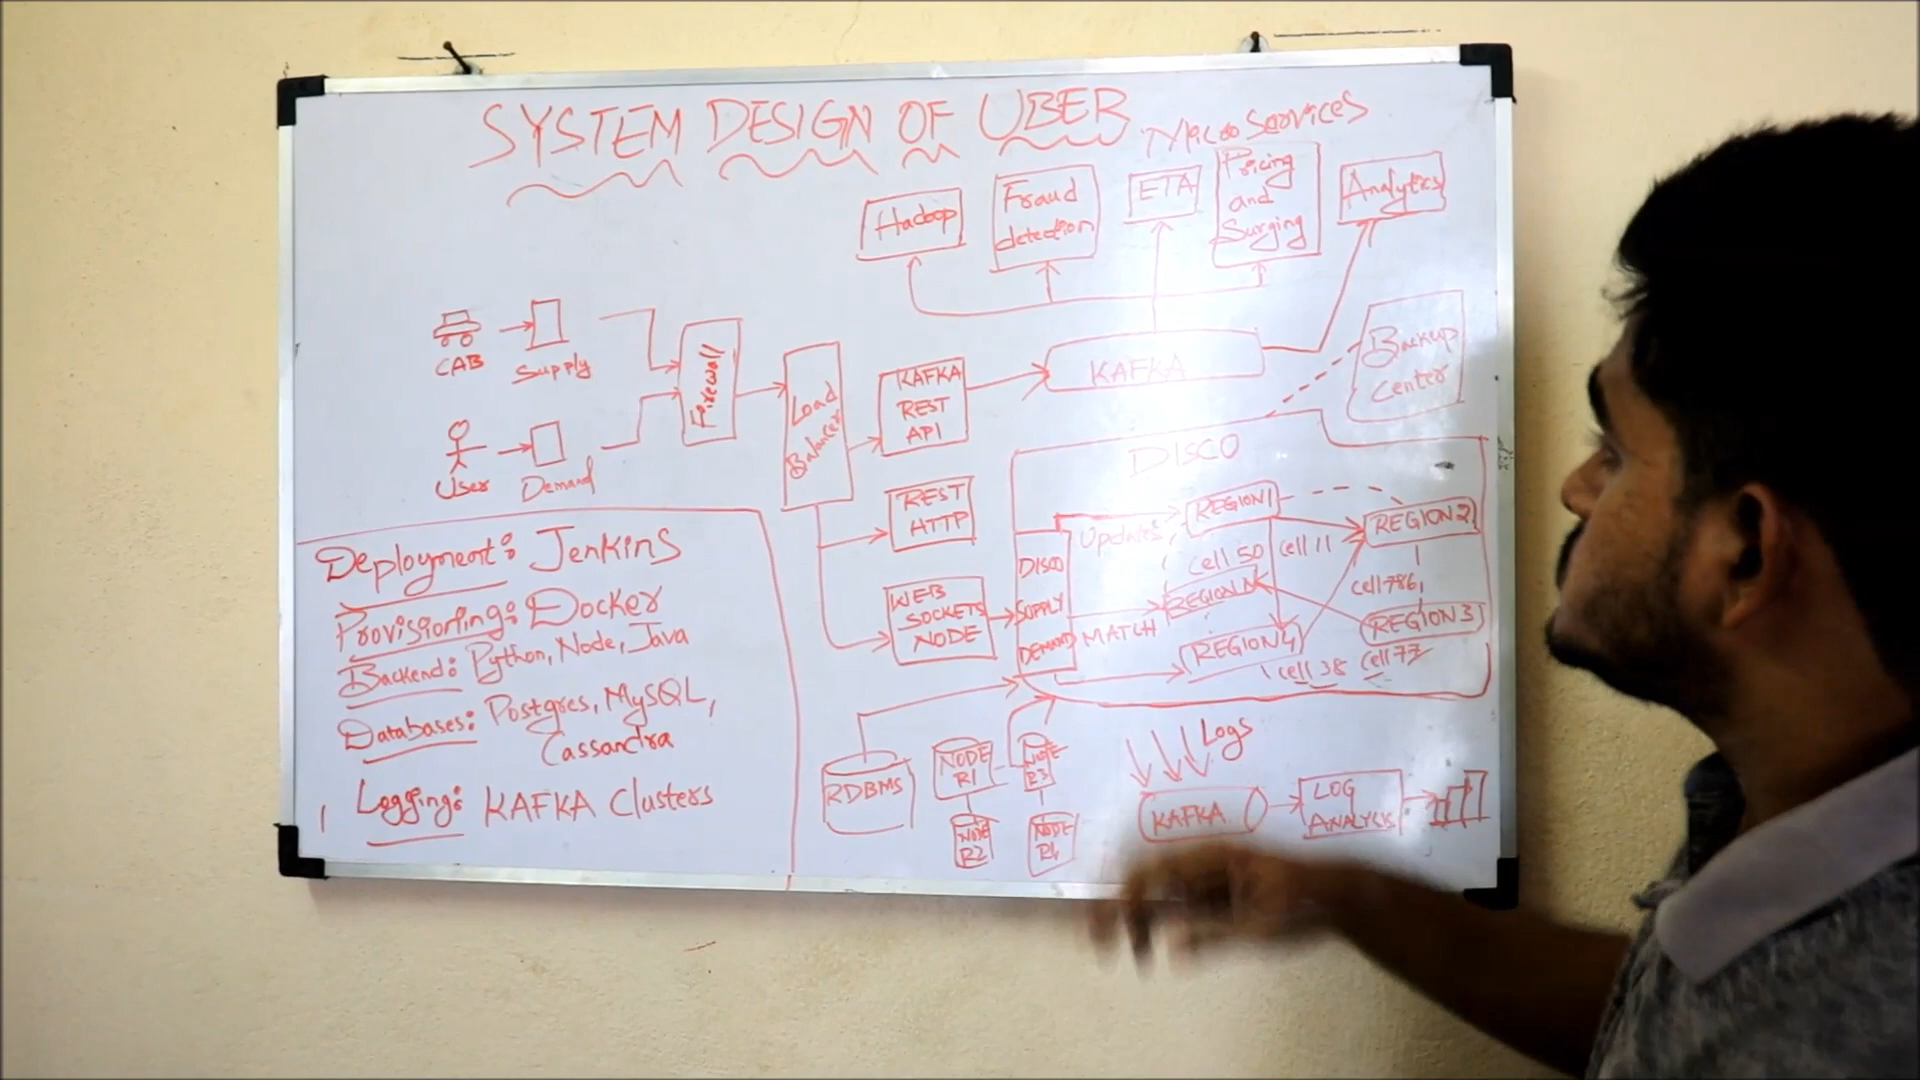 SYSTEM DESIGN OF UBER
Micro Services
Hadoop
Fraud
detection
ETA
Pricing
and
Surging
Analytics
CAB
Supply
User
Demand
Firewall
Load
Balancer
KAFKA
REST
API
KAFKA
Backup
Center
REST
HTTP
WEB
SOCKETS
NODE
DISCO
DISCO
SUPPLY
DEMAND
Updates
MATCH
REGION1
REGION2
cell 50
cell 11
cell 786
REGION
REGION3
REGION4
cell 38
cell 77
Deployment: Jenkins
Provisioning: Docker
Backend: Python, Node, Java
Databases: Postgres, MySQL,
Cassandra
Logging: KAFKA Clusters
RDBMS
NODE
R1
NODE
R3
NODE
R2
NODE
R4
Logs
KAFKA
LOG
ANALYSIS